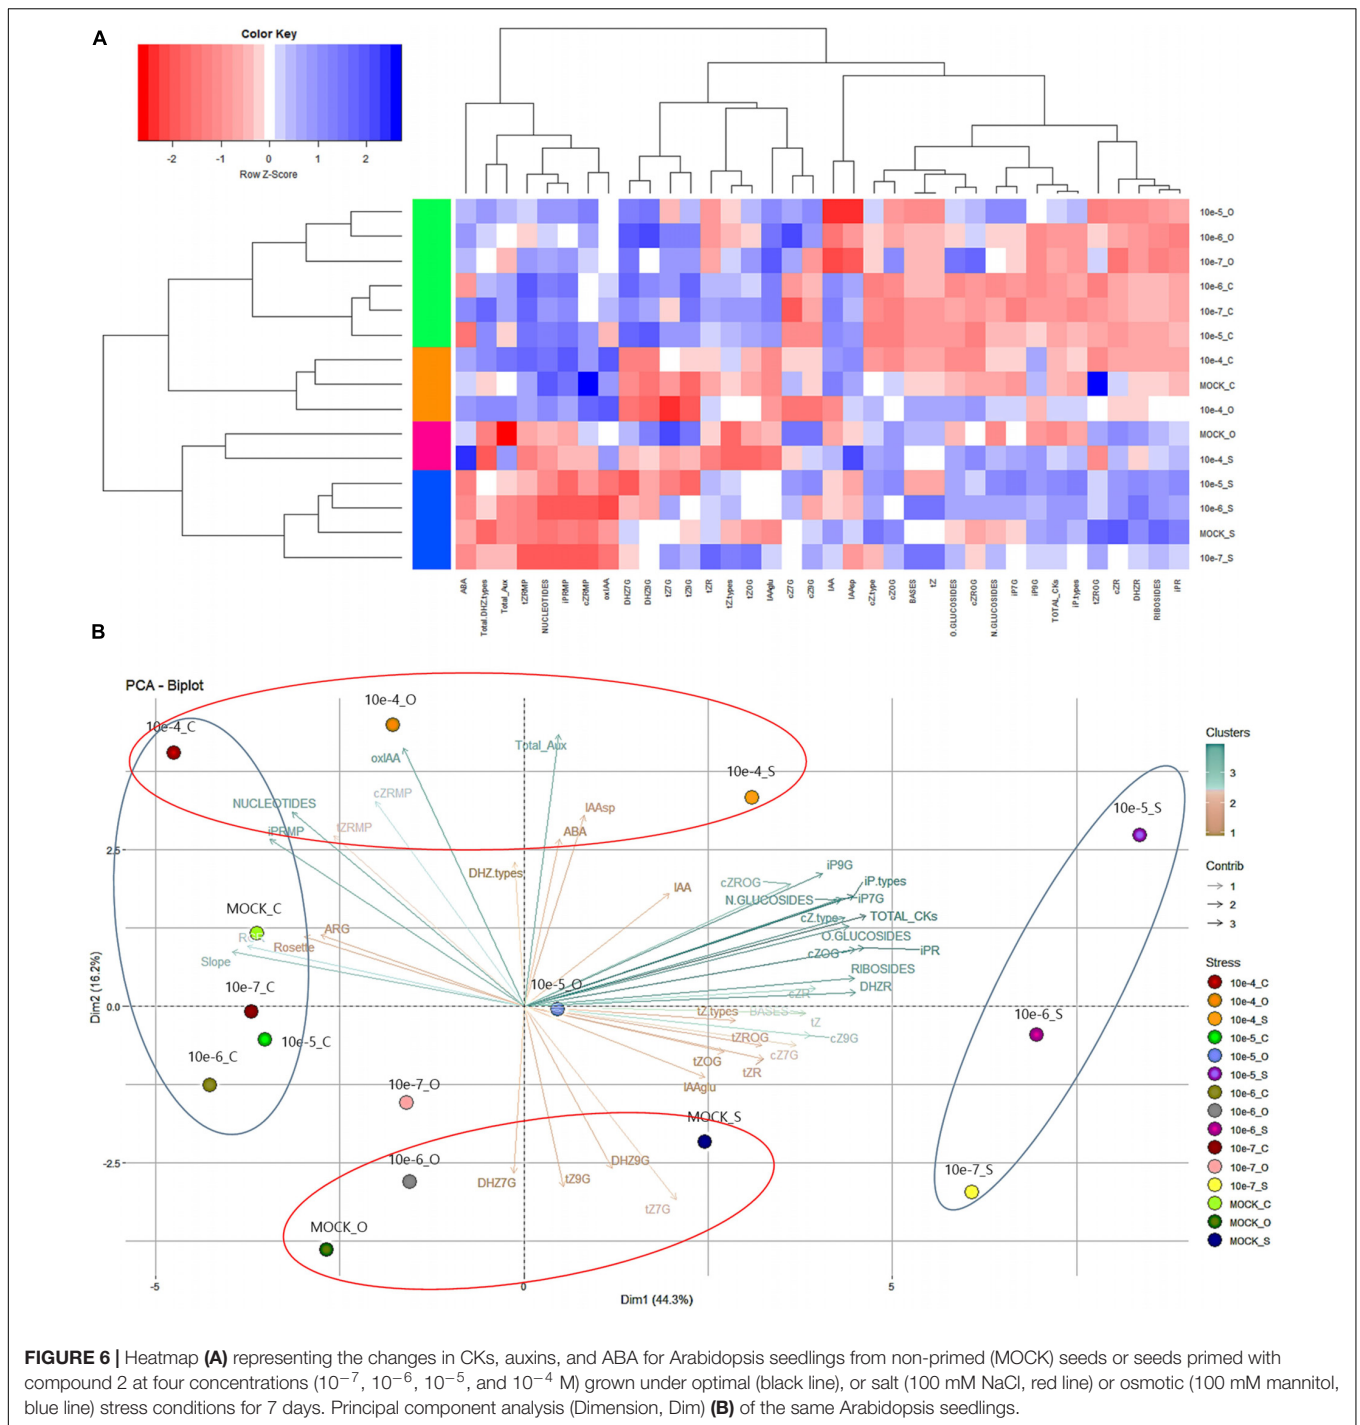 A
Color Key
-2 -1 0 1 2
Row Z-Score
10e-5_O
10e-6_O
10e-7_O
10e-6_C
10e-7_C
10e-5_C
10e-4_C
MOCK_C
10e-4_O
MOCK_O
10e-4_S
10e-5_S
10e-6_S
MOCK_S
10e-7_S
ABA
Total.DHZ.types
Total_Aux
tZRMP
NUCLEOTIDES
iPRMP
cZRMP
oxIAA
DHZ7G
DHZ9G
tZ7G
tZ9G
tZR
tZ.types
tZOG
IAAglu
cZ7G
cZ9G
IAA
IAAsp
cZ.type
cZOG
BASES
tZ
O.GLUCOSIDES
cZROG
N.GLUCOSIDES
iP7G
iP9G
TOTAL_CKs
iP.types
tZROG
cZR
DHZR
RIBOSIDES
iPR
B
PCA - Biplot
10e-4_C
10e-4_O
oxIAA
Total_Aux
10e-4_S
cZRMP
NUCLEOTIDES
iPRMP
tZRMP
IAAsp
ABA
10e-5_S
2.5
DHZ.types
IAA
iP9G
cZROG
iP.types
N.GLUCOSIDES
iP7G
MOCK_C
cZ.type
TOTAL_CKs
ARG
Rosette
O.GLUCOSIDES
Slope
cZOG
iPR
RIBOSIDES
10e-7_C
10e-5_O
cZR
DHZR
0.0
tZ.types
BASES
tZ
10e-6_S
10e-5_C
10e-6_C
tZROG
cZ9G
cZ7G
tZOG
tZR
10e-7_O
IAAglu
MOCK_S
-2.5
10e-6_O
DHZ9G
DHZ7G
tZ9G
10e-7_S
tZ7G
MOCK_O
-5 0 5
Dim1 (44.3%)
Dim2 (16.2%)
Clusters
3
2
1
Contrib
1
2
3
Stress
10e-4_C
10e-4_O
10e-4_S
10e-5_C
10e-5_O
10e-5_S
10e-6_C
10e-6_O
10e-6_S
10e-7_C
10e-7_O
10e-7_S
MOCK_C
MOCK_O
MOCK_S
FIGURE 6 | Heatmap (A) representing the changes in CKs, auxins, and ABA for Arabidopsis seedlings from non-primed (MOCK) seeds or seeds primed with
compound 2 at four concentrations (10⁻⁷, 10⁻⁶, 10⁻⁵, and 10⁻⁴ M) grown under optimal (black line), or salt (100 mM NaCl, red line) or osmotic (100 mM mannitol,
blue line) stress conditions for 7 days. Principal component analysis (Dimension, Dim) (B) of the same Arabidopsis seedlings.